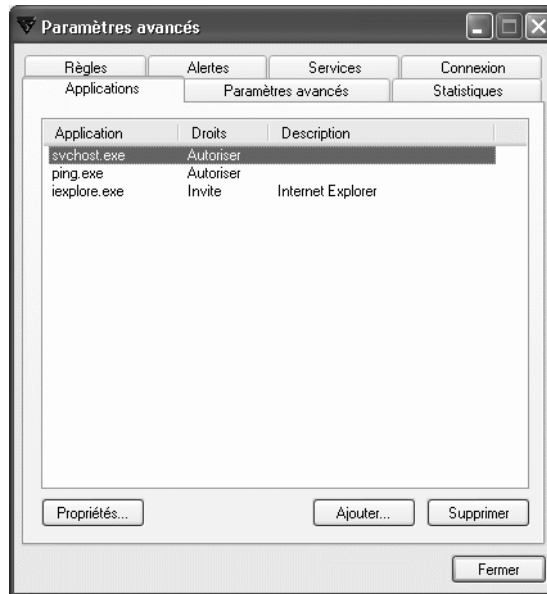 Paramètres avancés
Règles Alertes Services Connexion
Applications Paramètres avancés Statistiques
Application Droits Description
svchost.exe Autoriser
ping.exe Autoriser
iexplore.exe Invite Internet Explorer
Propriétés... Ajouter... Supprimer
Fermer